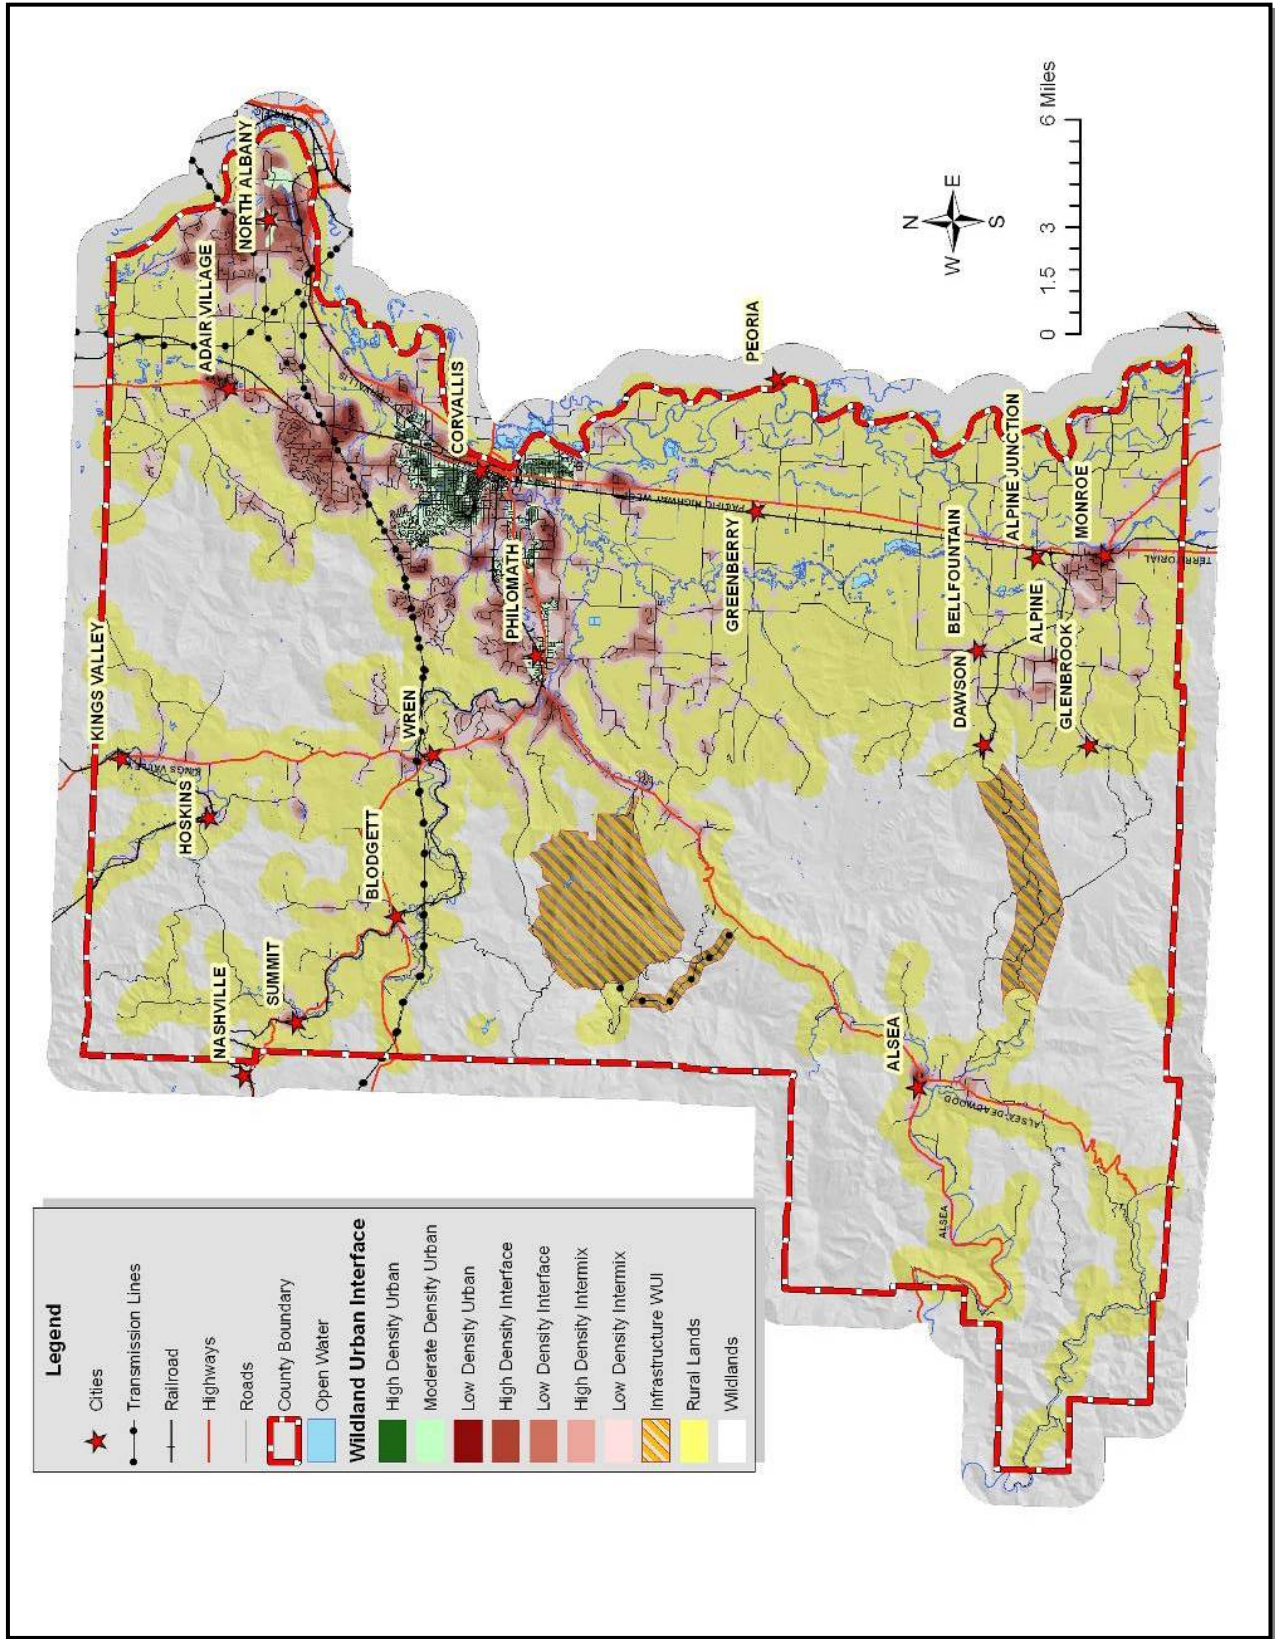 KINGS VALLEY
NORTH ALBANY
ADAIR VILLAGE
HOSKINS
NASHVILLE
SUMMIT
BLODGETT
WREN
CORVALLIS
PHILOMATH
PEORIA
GREENBERRY
PACIFIC HIGHWAY WE
ALSEA
DAWSON
BELLFOUNTAIN
ALPINE JUNCTION
ALPINE
GLENBROOK
MONROE
TERRITORIAL
ALSEA-DEADWOOD
ALSEA
Legend
Cities
Transmission Lines
Railroad
Highways
Roads
County Boundary
Open Water
Wildland Urban Interface
High Density Urban
Moderate Density Urban
Low Density Urban
High Density Interface
Low Density Interface
High Density Intermix
Low Density Intermix
Infrastructure WUI
Rural Lands
Wildlands
N
W E
S
0 1.5 3 6 Miles